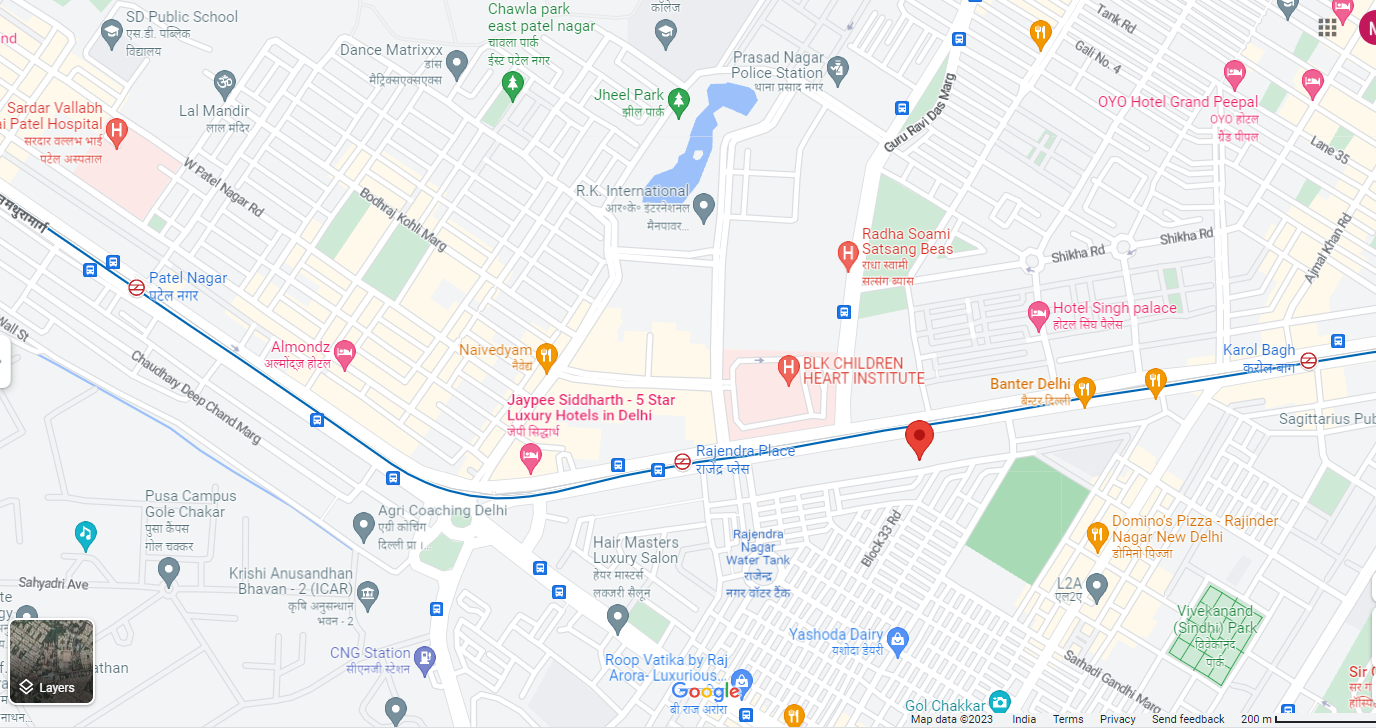 SD Public School
एस.डी. पब्लिक
विद्यालय
Chawla park
east patel nagar
चावला पार्क
ईस्ट पटेल नगर
कॉलेज
Dance Matrixxx
डांस
मैट्रिक्सएक्सएक्स
Prasad Nagar
Police Station
थाना प्रसाद नगर
Tank Rd
Gali No. 4
Lal Mandir
लाल मंदिर
Jheel Park
झील पार्क
Sardar Vallabh
Patel Hospital
सरदार वल्लभ भाई
पटेल अस्पताल
Guru Ravi Das Marg
OYO Hotel Grand Peepal
OYO होटल
ग्रैंड पीपल
Lane 35
W Patel Nagar Rd
Bodhraj Kohli Marg
R.K. International
आर॰के॰ इंटरनेशनल
मैनपावर...
Radha Soami
Satsang Beas
राधा स्वामी
सत्संग ब्यास
Shikha Rd
Shikha Rd
Ajmal Khan Rd
Patel Nagar
पटेल नगर
Wall St
Hotel Singh palace
होटल सिंघ पैलेस
Almondz
अल्मोंद्ज़ होटल
Naivedyam
नैवेद्य
BLK CHILDREN
HEART INSTITUTE
Karol Bagh
करोल-बाग
Chaudhary Deep Chand Marg
Banter Delhi
बैन्टर दिल्ली
Jaypee Siddharth - 5 Star
Luxury Hotels in Delhi
जेपी सिद्धार्थ
Sagittarius Pub
Rajendra Place
राजेंद्र प्लेस
Pusa Campus
Gole Chakar
पुसा कैंपस
गोल चक्कर
Agri Coaching Delhi
एग्री कोचिंग
दिल्ली प्रा।...
Block 33 Rd
Domino's Pizza - Rajinder
Nagar New Delhi
डोमिनो पिज्जा
Hair Masters
Luxury Salon
हेयर मास्टर्स
लक्जरी सैलून
Rajendra
Nagar
Water Tank
राजेन्द्र
नगर वॉटर टैंक
Sahyadri Ave
Krishi Anusandhan
Bhavan - 2 (ICAR)
कृषि अनुसन्धान
भवन - 2
L2A
एल2ए
Vivekanand
(Sindhi) Park
विवेकानंद
पार्क
Yashoda Dairy
यशोदा डेयरी
CNG Station
सीएनजी स्टेशन
Roop Vatika by Raj
Arora- Luxurious...
बी राज अरोरा
Sarhadi Gandhi Marg
Layers
Google
Gol Chakkar
Map data ©2023 India Terms Privacy Send feedback 200 m